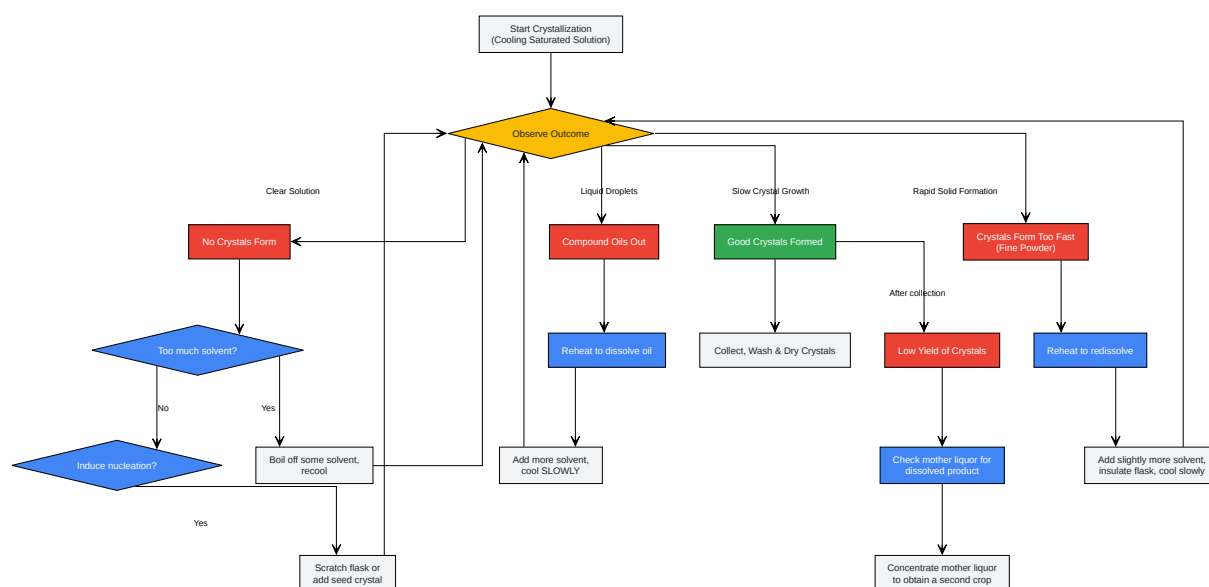 Start Crystallization
(Cooling Saturated Solution)
Observe Outcome
Clear Solution
Liquid Droplets
Slow Crystal Growth
Rapid Solid Formation
No Crystals Form
Compound Oils Out
Good Crystals Formed
Crystals Form Too Fast
(Fine Powder)
After collection
Too much solvent?
Reheat to dissolve oil
Collect, Wash & Dry Crystals
Low Yield of Crystals
Reheat to redissolve
No
Yes
Induce nucleation?
Boil off some solvent,
recool
Add more solvent,
cool SLOWLY
Check mother liquor for
dissolved product
Add slightly more solvent,
insulate flask, cool slowly
Yes
Scratch flask or
add seed crystal
Concentrate mother liquor
to obtain a second crop